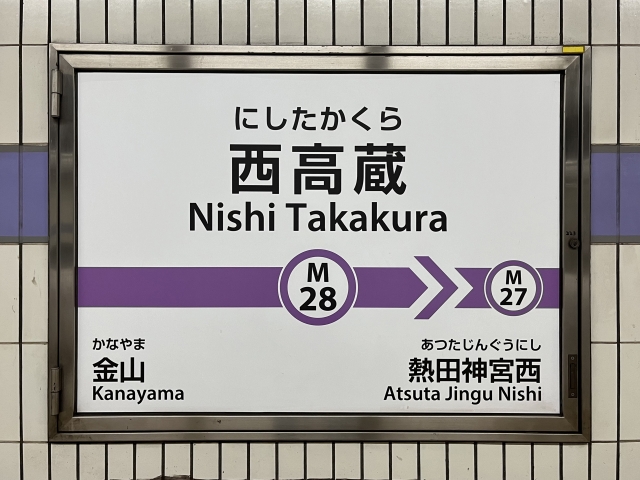 にしたかくら
西高蔵
Nishi Takakura
M
28
M
27
かなやま
金山
Kanayama
あつたじんぐうにし
熱田神宮西
Atsuta Jingu Nishi